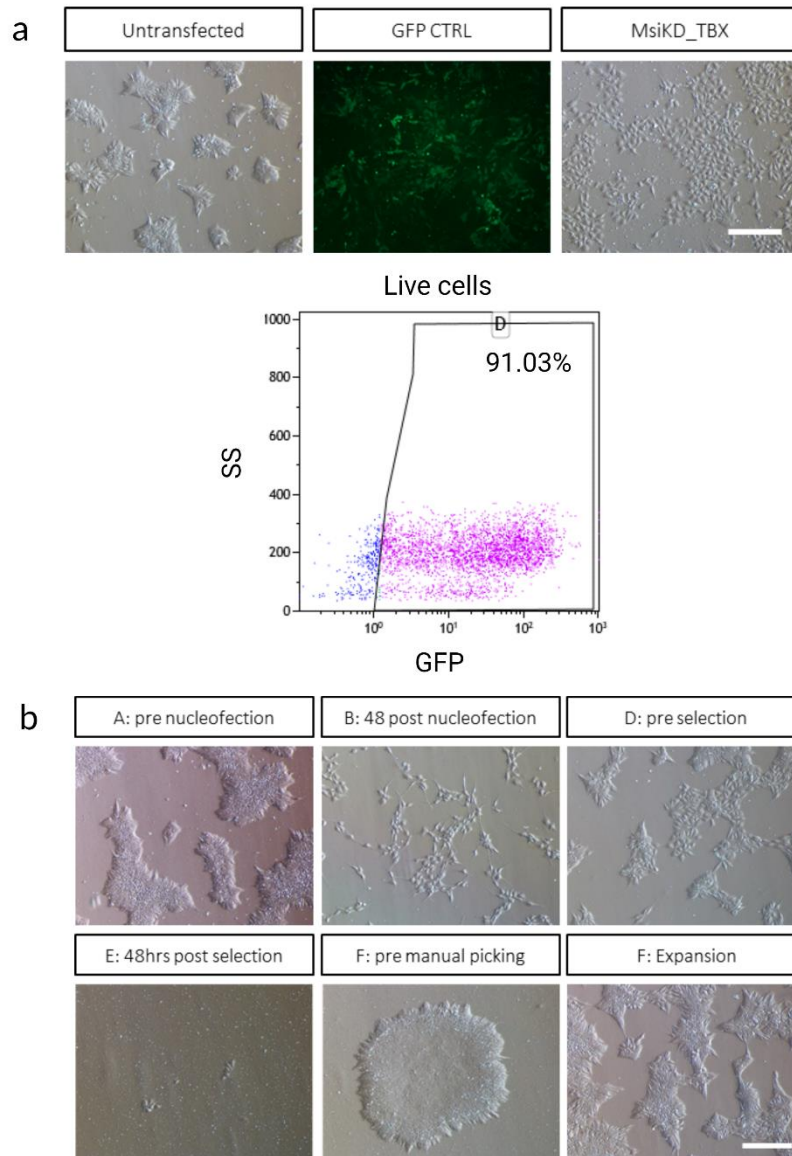 a
Untransfected
GFP CTRL
MsiKD_TBX
Live cells
D
91.03%
1000
800
600
400
200
0
SS
10⁰
10¹
10²
10³
GFP
b
A: pre nucleofection
B: 48 post nucleofection
D: pre selection
E: 48hrs post selection
F: pre manual picking
F: Expansion